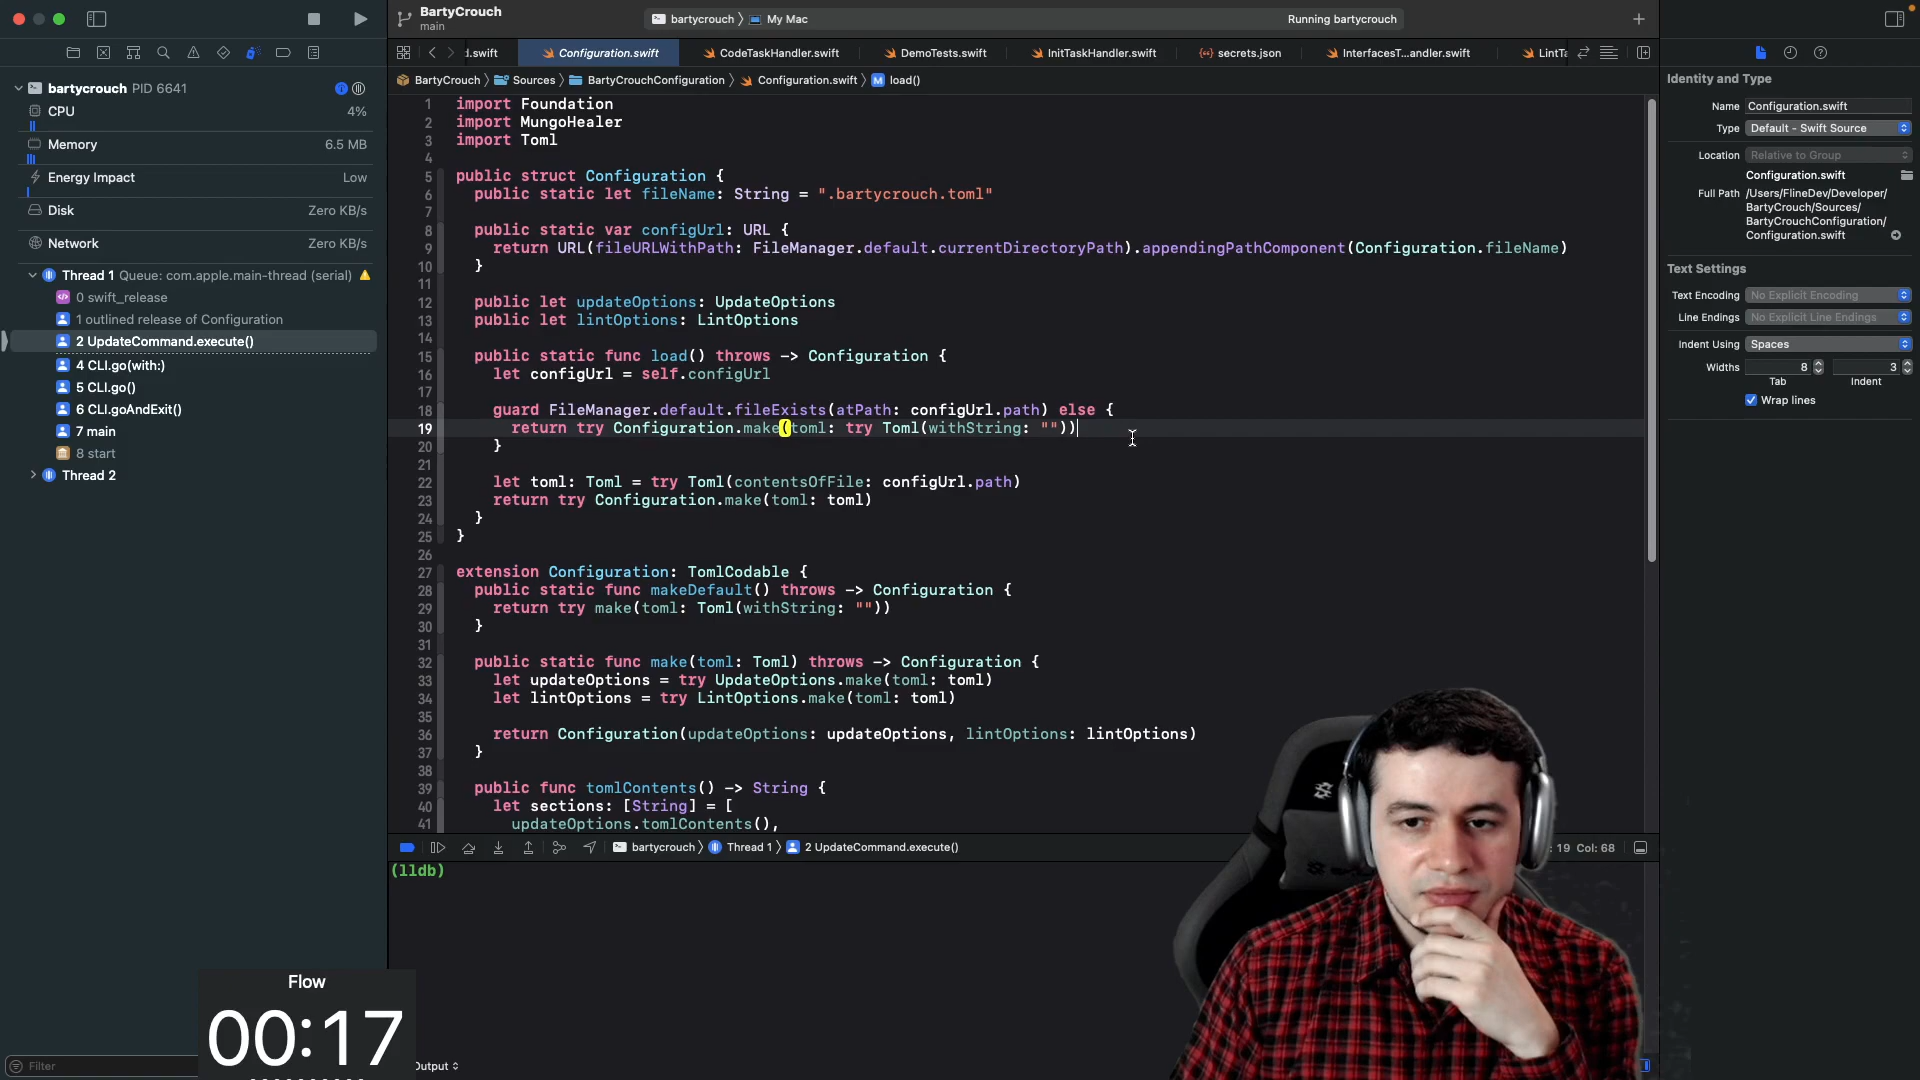 BartyCrouch
main
bartycrouch
My Mac
Running bartycrouch
d.swift
Configuration.swift
CodeTaskHandler.swift
DemoTests.swift
InitTaskHandler.swift
secrets.json
InterfacesT...andler.swift
BartyCrouch
Sources
BartyCrouchConfiguration
Configuration.swift
M load()
bartycrouch PID 6641
CPU 4%
Memory 6.5 MB
Energy Impact Low
Disk Zero KB/s
Network Zero KB/s
Thread 1 Queue: com.apple.main-thread (serial)
0 swift_release
1 outlined release of Configuration
2 UpdateCommand.execute()
4 CLI.go(with:)
5 CLI.go()
6 CLI.goAndExit()
7 main
8 start
Thread 2
Filter
1 import Foundation
2 import MungoHealer
3 import Toml
4
5 public struct Configuration {
6 public static let fileName: String = ".bartycrouch.toml"
7
8 public static var configUrl: URL {
9 return URL(fileURLWithPath: FileManager.default.currentDirectoryPath).appendingPathComponent(Configuration.fileName)
10 }
11
12 public let updateOptions: UpdateOptions
13 public let lintOptions: LintOptions
14
15 public static func load() throws -> Configuration {
16 let configUrl = self.configUrl
17
18 guard FileManager.default.fileExists(atPath: configUrl.path) else {
19 return try Configuration.make(toml: try Toml(withString: ""))
20 }
21
22 let toml: Toml = try Toml(contentsOfFile: configUrl.path)
23 return try Configuration.make(toml: toml)
24 }
25 }
26
27 extension Configuration: TomlCodable {
28 public static func makeDefault() throws -> Configuration {
29 return try make(toml: Toml(withString: ""))
30 }
31
32 public static func make(toml: Toml) throws -> Configuration {
33 let updateOptions = try UpdateOptions.make(toml: toml)
34 let lintOptions = try LintOptions.make(toml: toml)
35
36 return Configuration(updateOptions: updateOptions, lintOptions: lintOptions)
37 }
38
39 public func tomlContents() -> String {
40 let sections: [String] = [
41 updateOptions.tomlContents(),
bartycrouch
Thread 1
2 UpdateCommand.execute()
: 19 Col: 68
(lldb)
Flow
00:17
Output
Identity and Type
Name Configuration.swift
Type Default - Swift Source
Location Relative to Group
Configuration.swift
Full Path /Users/FlineDev/Developer/
BartyCrouch/Sources/
BartyCrouchConfiguration/
Configuration.swift
Text Settings
Text Encoding No Explicit Encoding
Line Endings No Explicit Line Endings
Indent Using Spaces
Widths 8 3
Tab Indent
Wrap lines